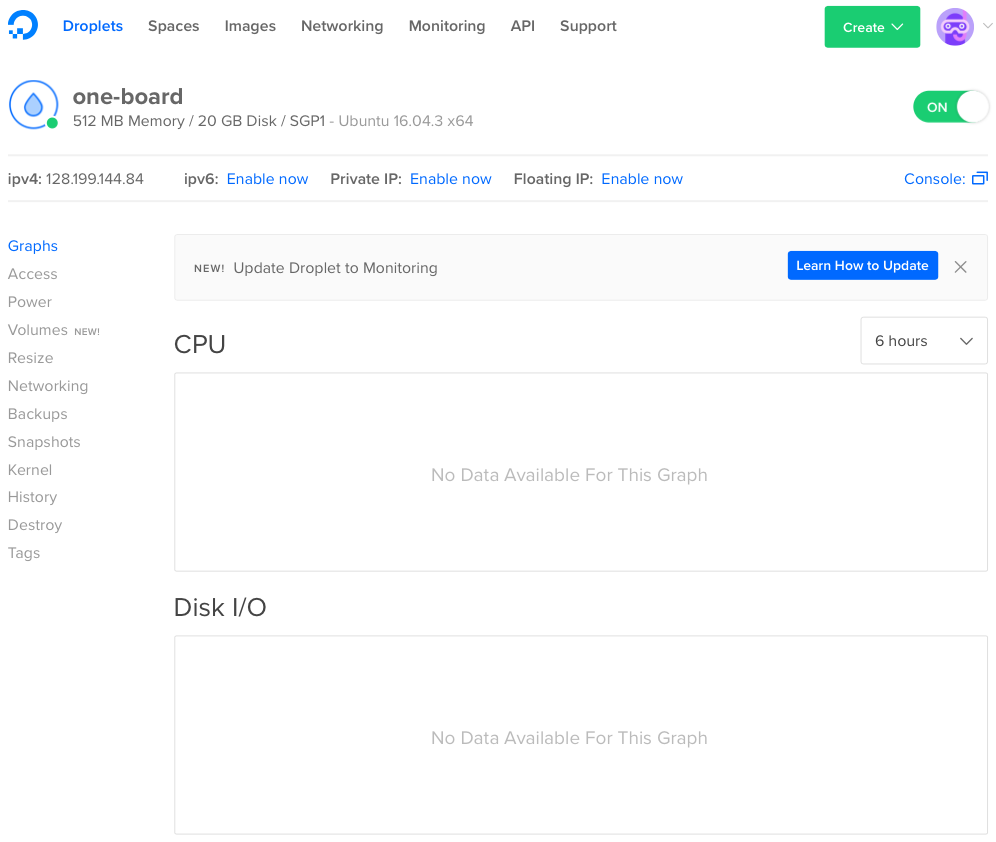 Droplets Spaces Images Networking Monitoring API Support Create
one-board
512 MB Memory / 20 GB Disk / SGP1 - Ubuntu 16.04.3 x64
ON
ipv4: 128.199.144.84 ipv6: Enable now Private IP: Enable now Floating IP: Enable now Console:
Graphs
Access
Power
Volumes NEW!
Resize
Networking
Backups
Snapshots
Kernel
History
Destroy
Tags
NEW! Update Droplet to Monitoring Learn How to Update
CPU
6 hours
No Data Available For This Graph
Disk I/O
No Data Available For This Graph